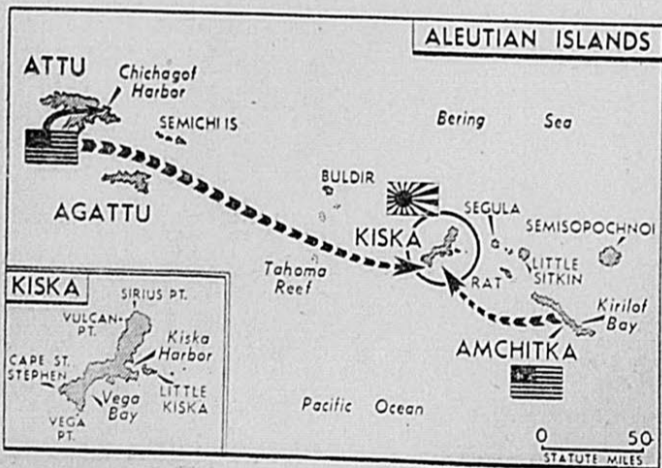 ALEUTIAN ISLANDS
ATTU
Chichagof
Harbor
SEMICHI IS
AGATTU
Bering Sea
BULDIR
KISKA
SEGULA
SEMISOPOCHNOI
LITTLE
SITKIN
RAT
Tahoma
Reef
Kirilof
Bay
AMCHITKA
Pacific Ocean
0 50
STATUTE MILES
KISKA
SIRIUS PT.
VULCAN
PT.
Kiska
Harbor
CAPE ST.
STEPHEN
LITTLE
KISKA
Vega
Bay
VEGA
PT.